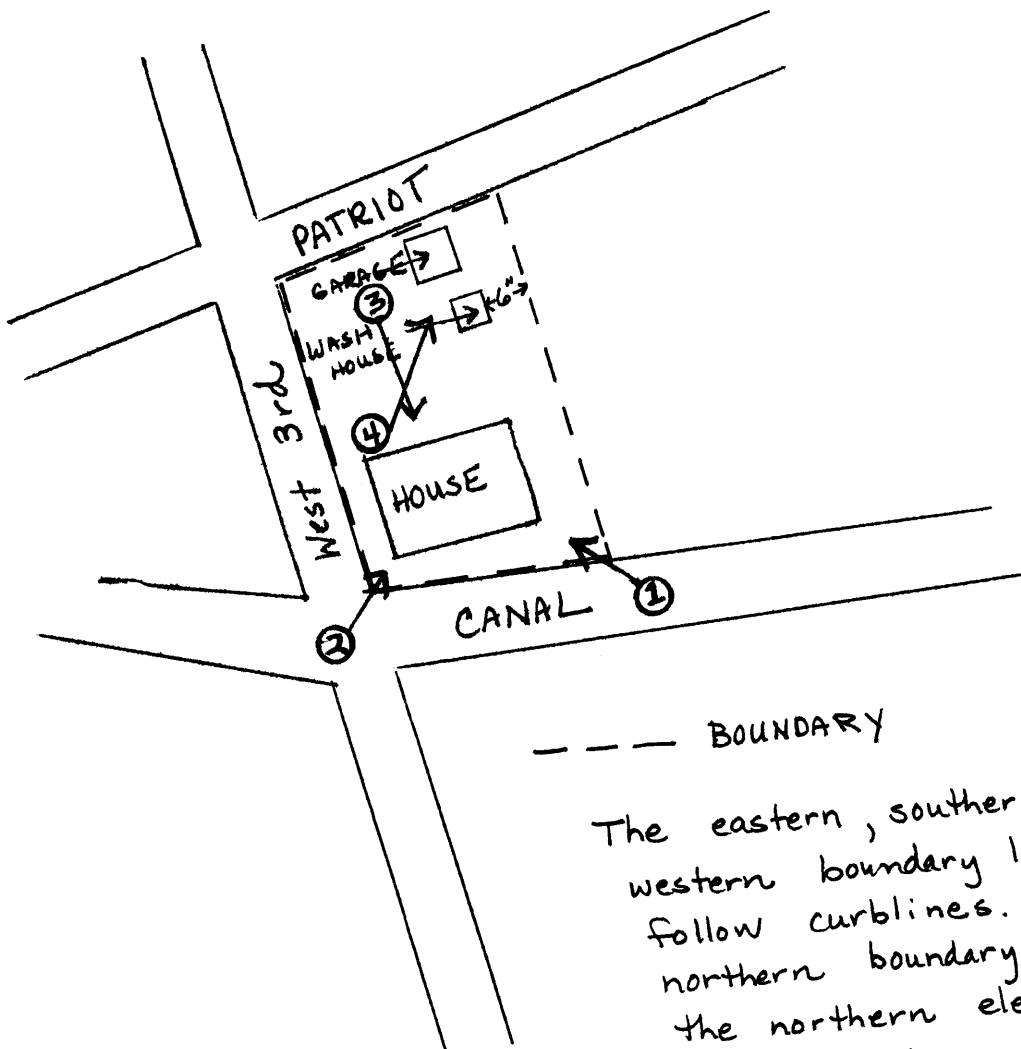 PATRIOT
GARAGE
3
6"
WASH
HOUSE
West 3rd
4
HOUSE
1
CANAL
2
BOUNDARY
The eastern, souther
western boundary l
follow curblines.
northern boundary
the northern ele